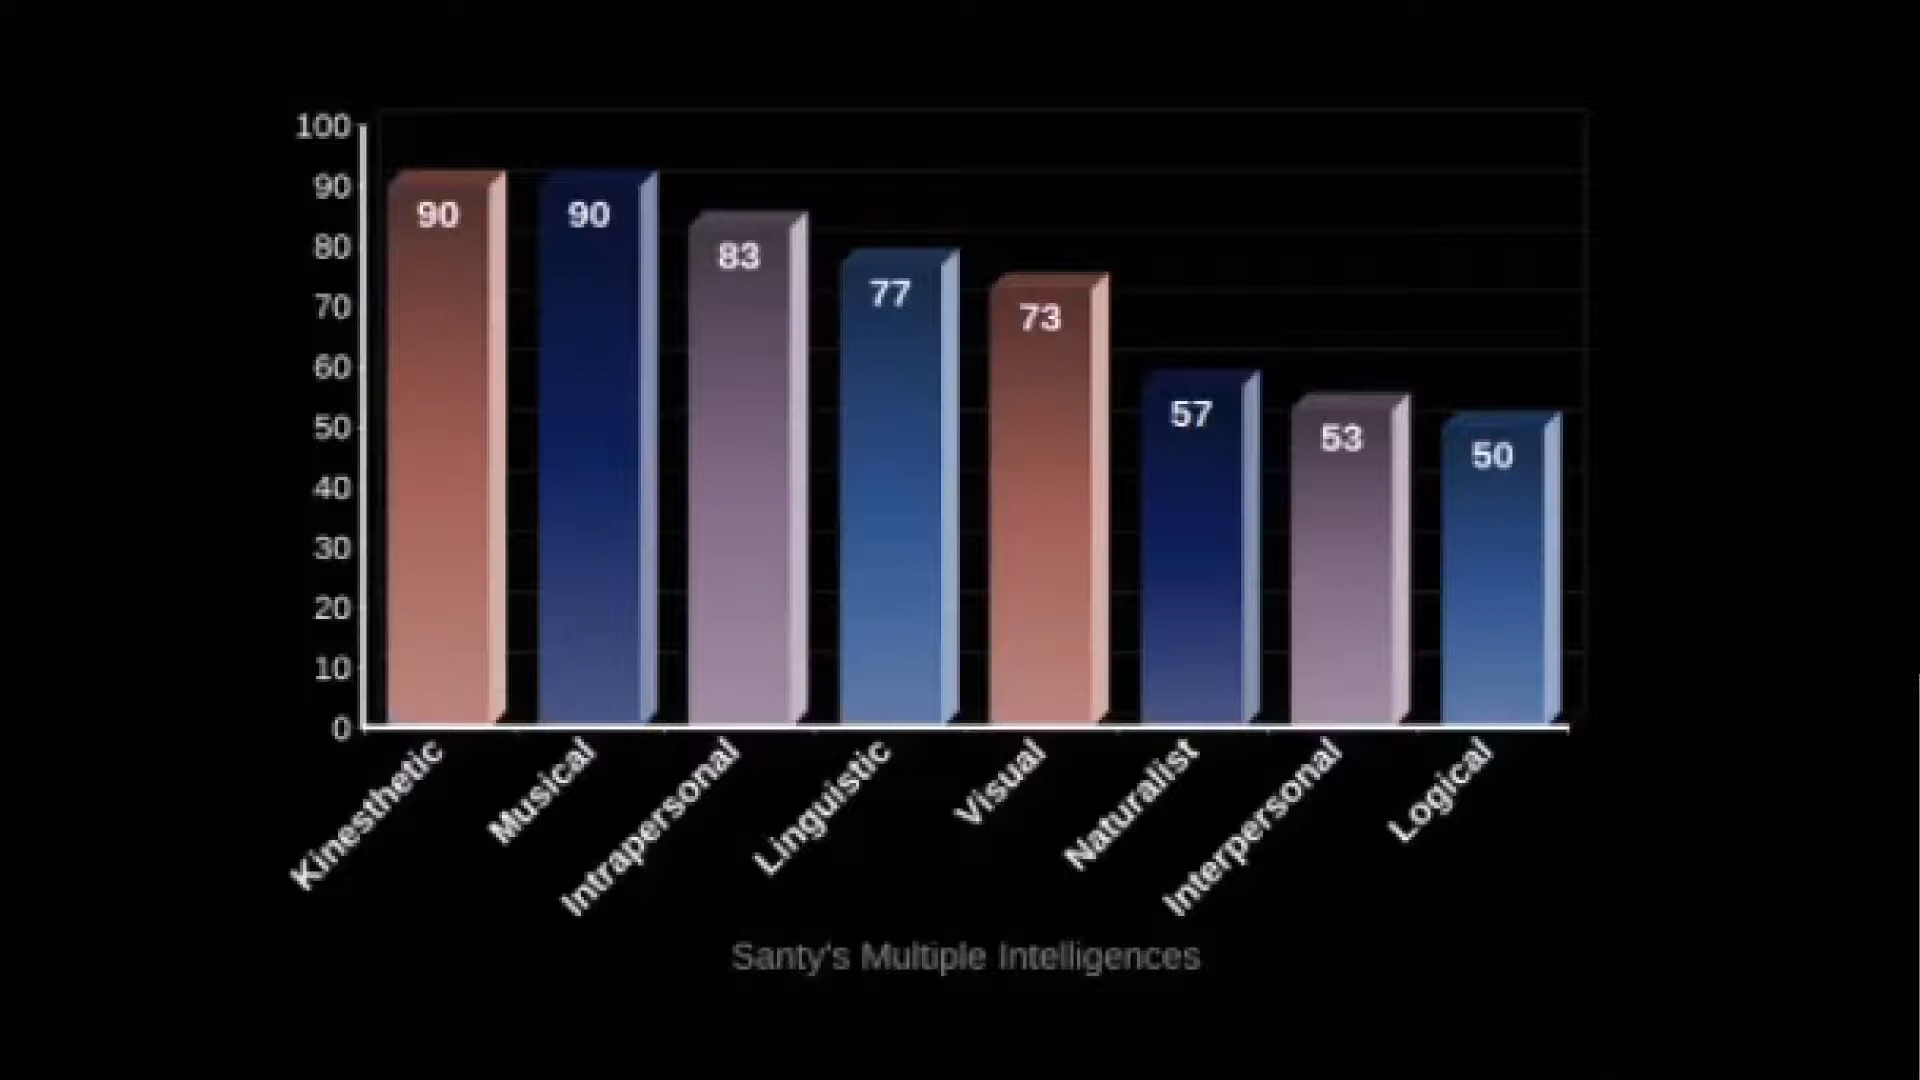 100
90
80
70
60
50
40
30
20
10
0
90
90
83
77
73
57
53
50
Kinesthetic
Musical
Intrapersonal
Linguistic
Visual
Naturalist
Interpersonal
Logical
Santy's Multiple Intelligences